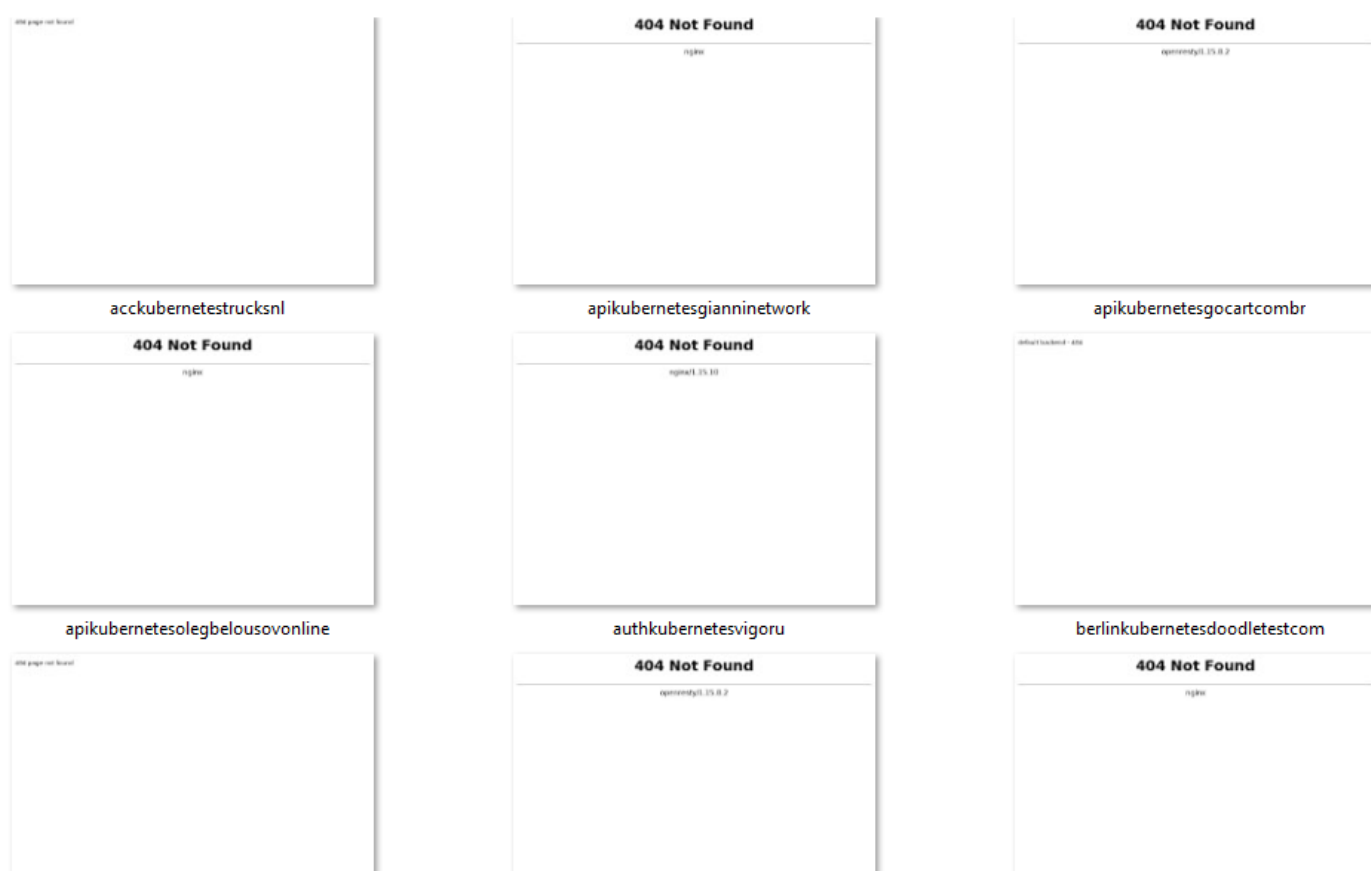 404 page not found
404 Not Found
nginx
404 Not Found
openresty/1.15.8.2
acckubernetestrucksnl
apikubernetesgianninetwork
apikubernetesgocartcombr
404 Not Found
nginx
404 Not Found
nginx/1.15.10
default backend - 404
apikubernetesolegbelousovonline
authkubernetesvigoru
berlinkubernetesdoodletestcom
404 page not found
404 Not Found
openresty/1.15.8.2
404 Not Found
nginx